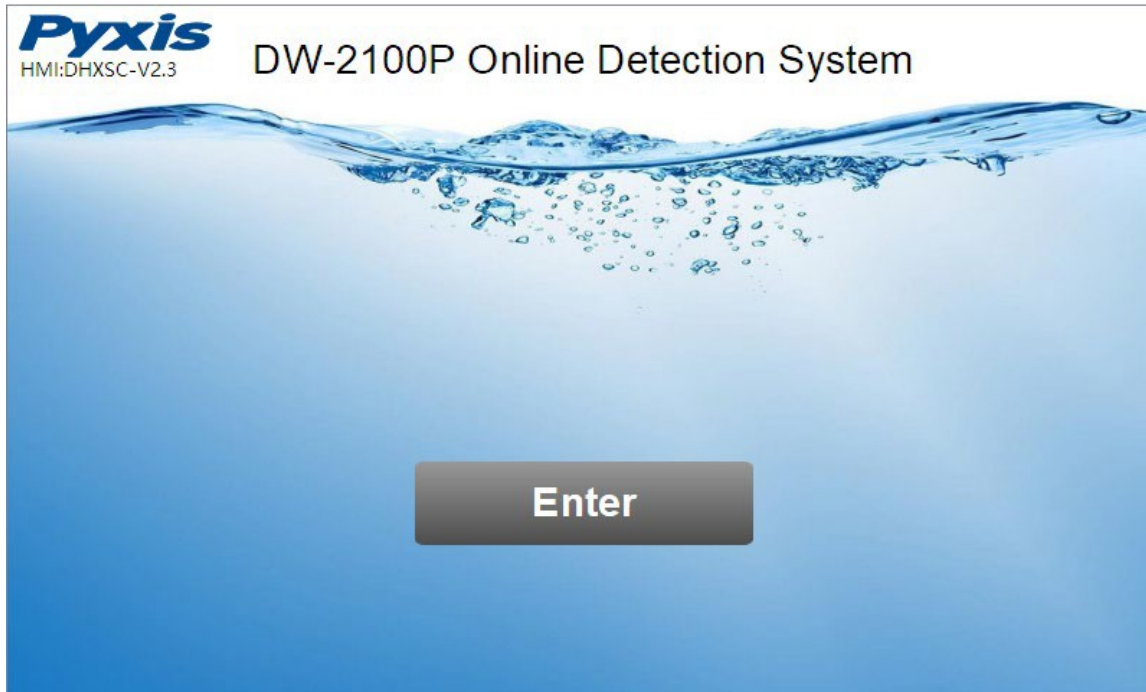 Pyxis
HMI:DHXSC-V2.3
DW-2100P Online Detection System
Enter